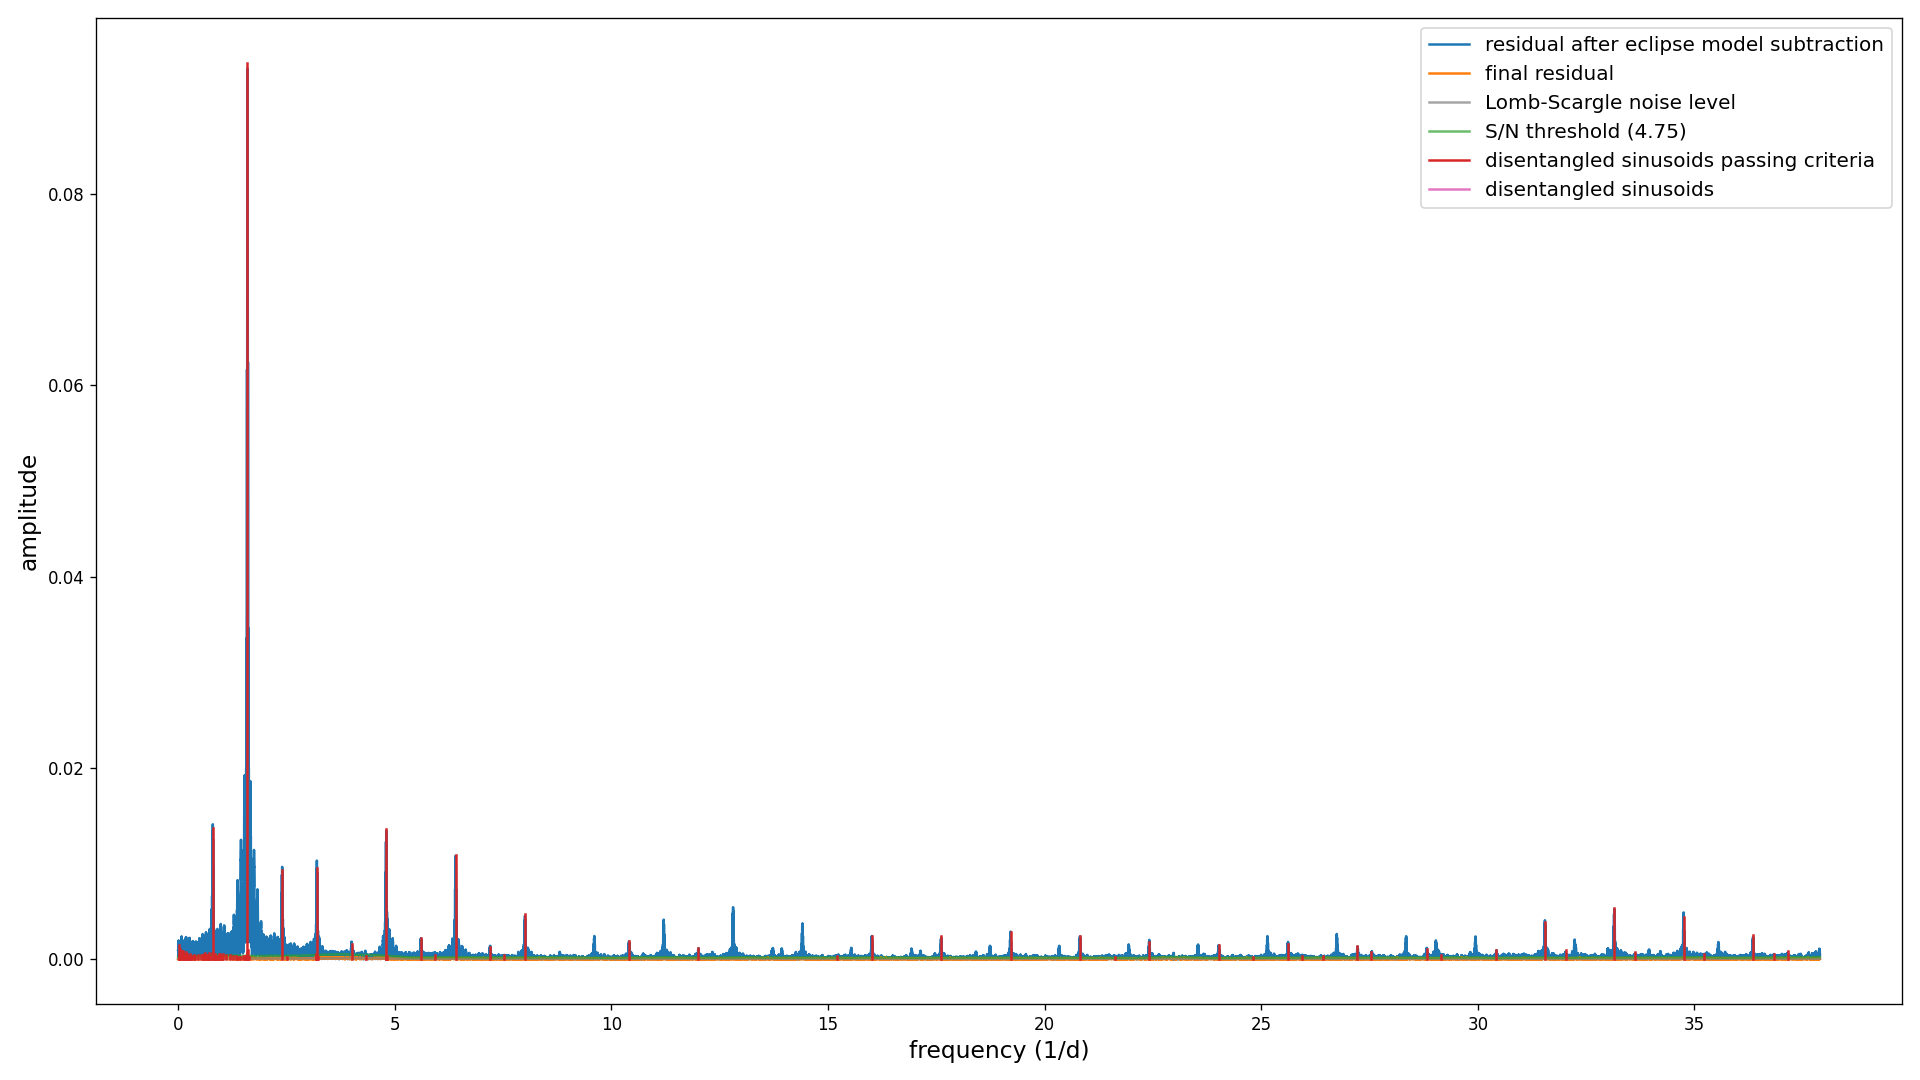 residual after eclipse model subtraction
final residual
Lomb-Scargle noise level
S/N threshold (4.75)
disentangled sinusoids passing criteria
disentangled sinusoids
0.08
0.06
0.04
0.02
0.00
amplitude
0 5 10 15 20 25 30 35
frequency (1/d)